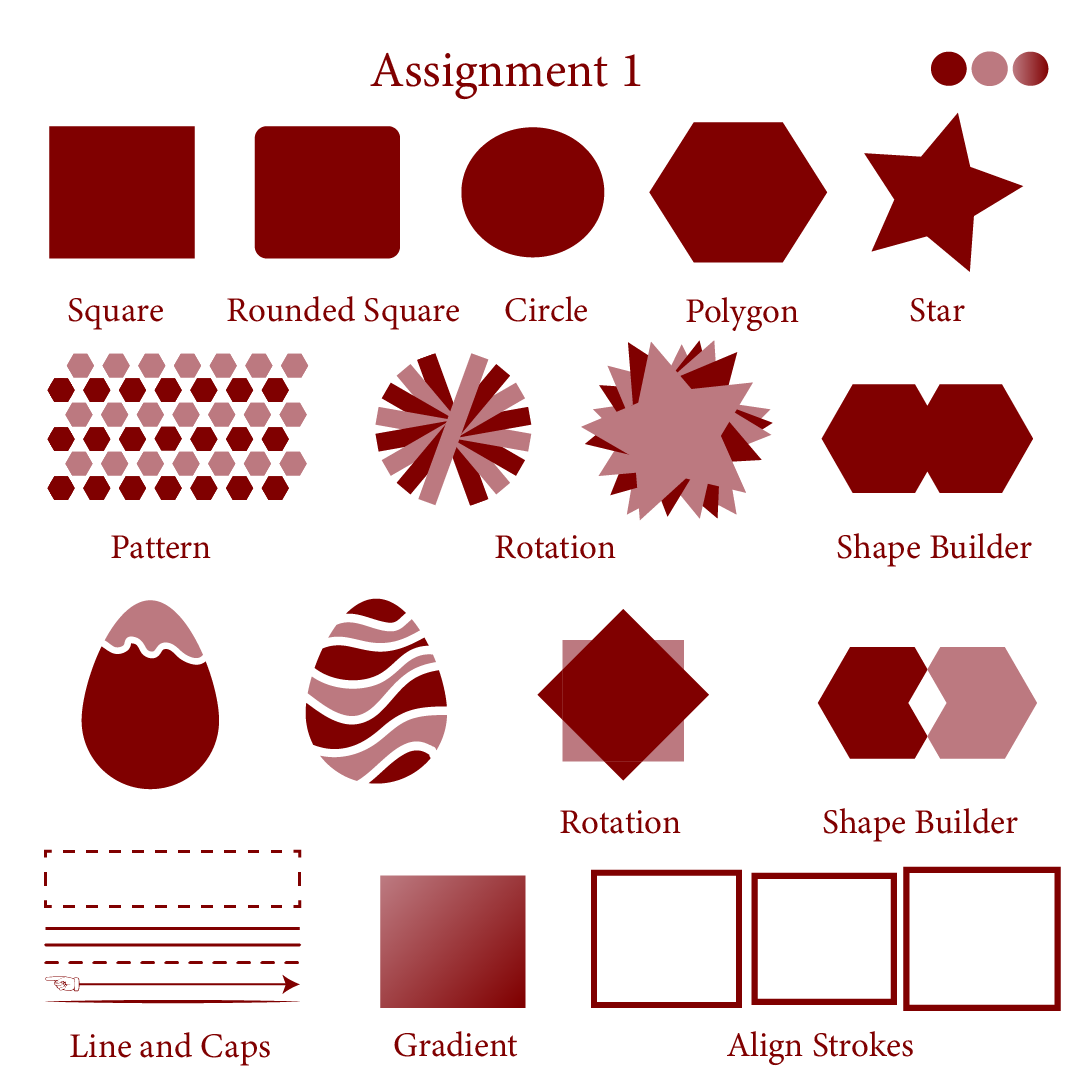 Assignment 1
Square
Rounded Square
Circle
Polygon
Star
Pattern
Rotation
Shape Builder
Rotation
Shape Builder
Line and Caps
Gradient
Align Strokes